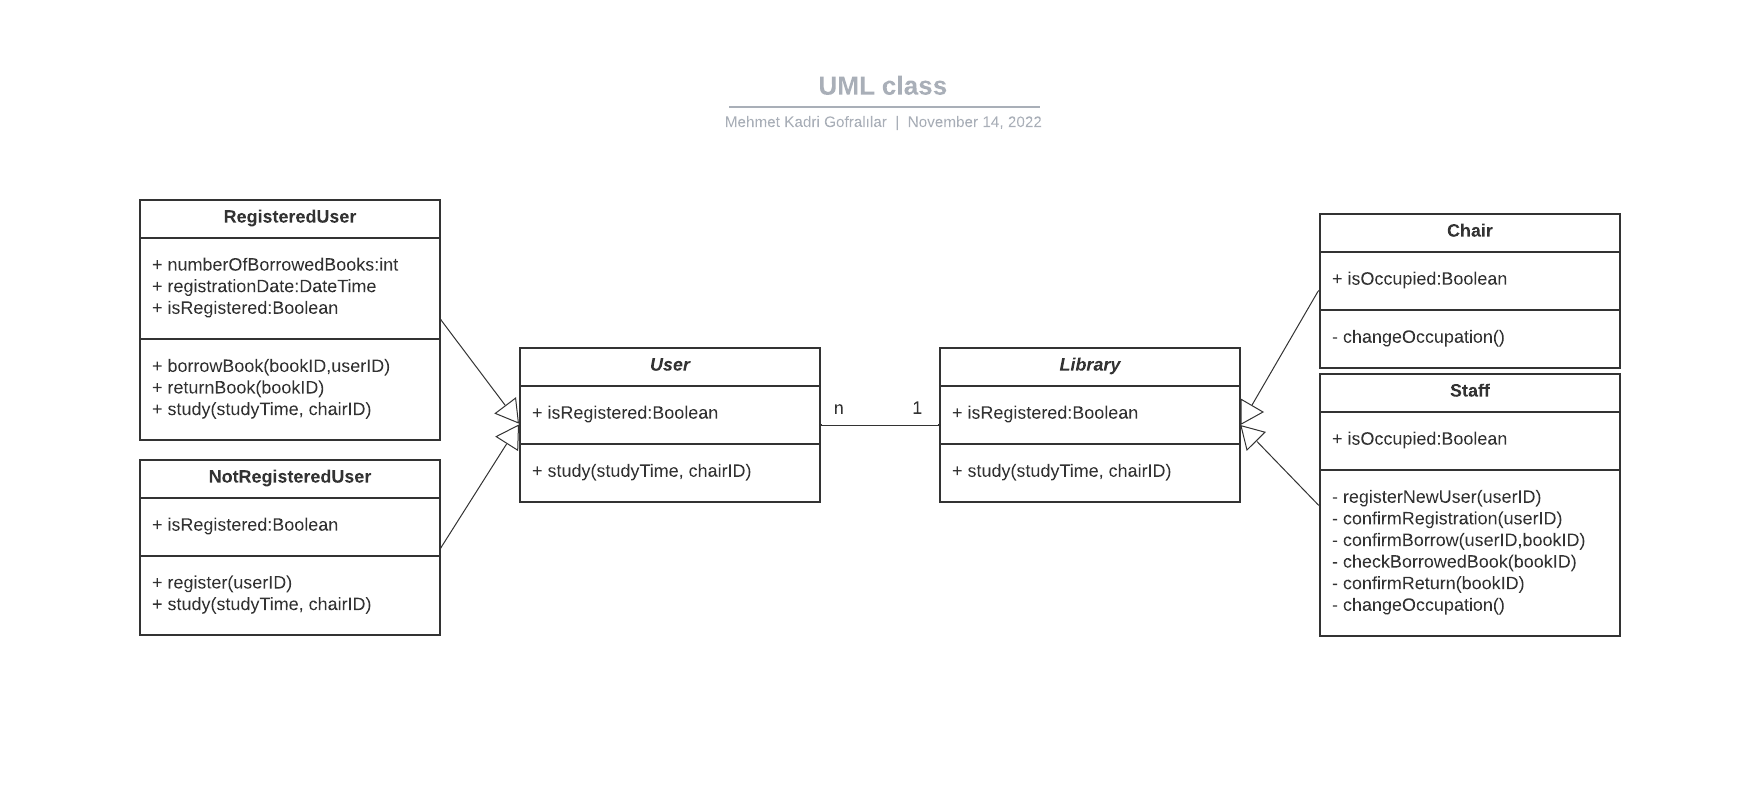 UML class
Mehmet Kadri Gofralılar | November 14, 2022
RegisteredUser
+ numberOfBorrowedBooks:int
+ registrationDate:DateTime
+ isRegistered:Boolean
+ borrowBook(bookID,userID)
+ returnBook(bookID)
+ study(studyTime, chairID)
NotRegisteredUser
+ isRegistered:Boolean
+ register(userID)
+ study(studyTime, chairID)
User
+ isRegistered:Boolean
+ study(studyTime, chairID)
n 1
Library
+ isRegistered:Boolean
+ study(studyTime, chairID)
Chair
+ isOccupied:Boolean
- changeOccupation()
Staff
+ isOccupied:Boolean
- registerNewUser(userID)
- confirmRegistration(userID)
- confirmBorrow(userID,bookID)
- checkBorrowedBook(bookID)
- confirmReturn(bookID)
- changeOccupation()